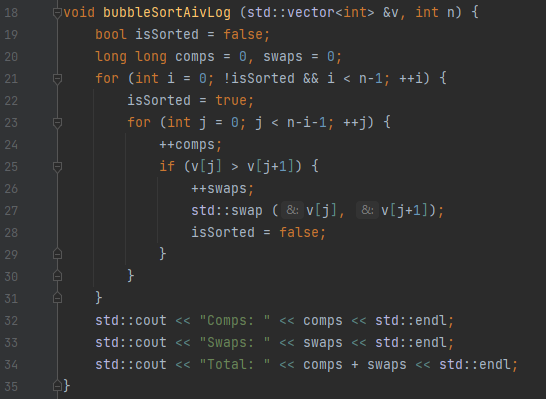 18 void bubbleSortAivLog (std::vector<int> &v, int n) {
19     bool isSorted = false;
20     long long comps = 0, swaps = 0;
21     for (int i = 0; !isSorted && i < n-1; ++i) {
22         isSorted = true;
23         for (int j = 0; j < n-i-1; ++j) {
24             ++comps;
25             if (v[j] > v[j+1]) {
26                 ++swaps;
27                 std::swap (&: v[j], &: v[j+1]);
28                 isSorted = false;
29             }
30         }
31     }
32     std::cout << "Comps: " << comps << std::endl;
33     std::cout << "Swaps: " << swaps << std::endl;
34     std::cout << "Total: " << comps + swaps << std::endl;
35 }